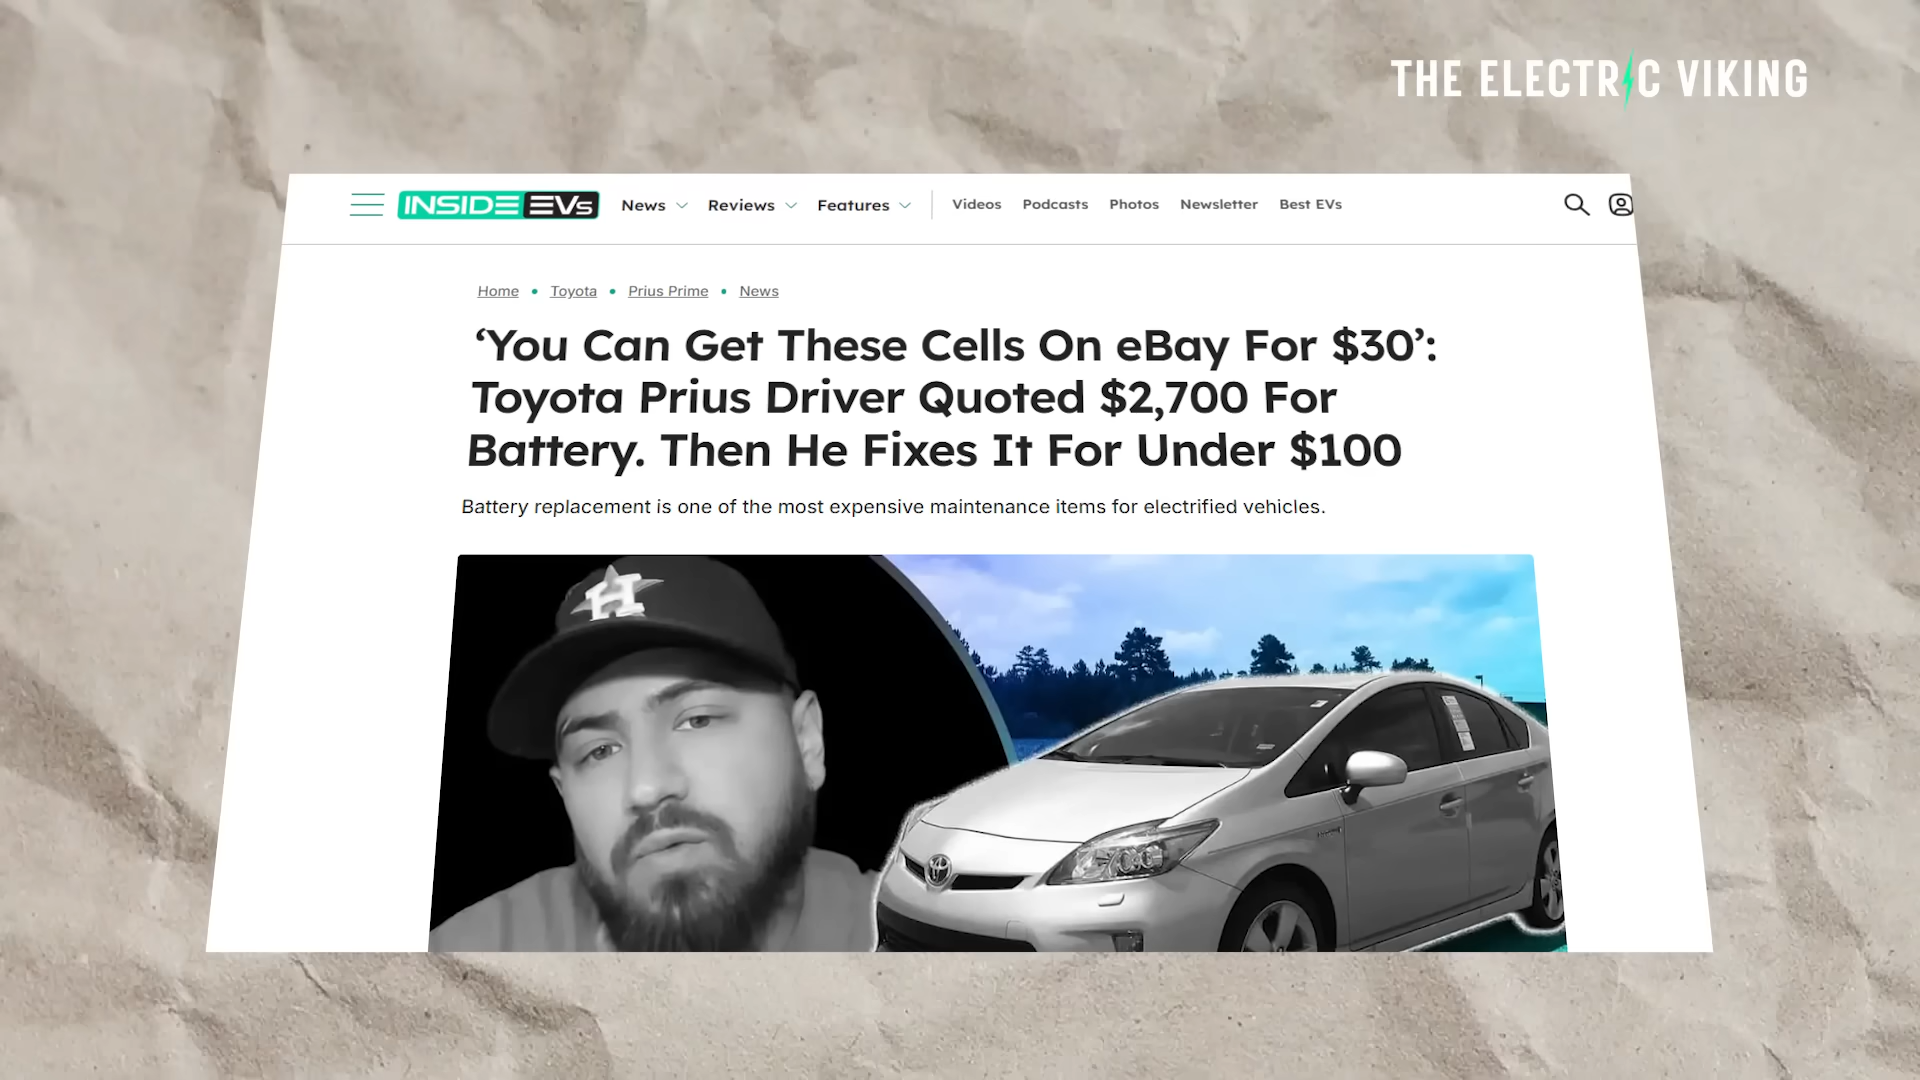 THE ELECTRIC VIKING
INSIDE EVs News Reviews Features Videos Podcasts Photos Newsletter Best EVs
Home • Toyota • Prius Prime • News
‘You Can Get These Cells On eBay For $30’:
Toyota Prius Driver Quoted $2,700 For
Battery. Then He Fixes It For Under $100
Battery replacement is one of the most expensive maintenance items for electrified vehicles.
H